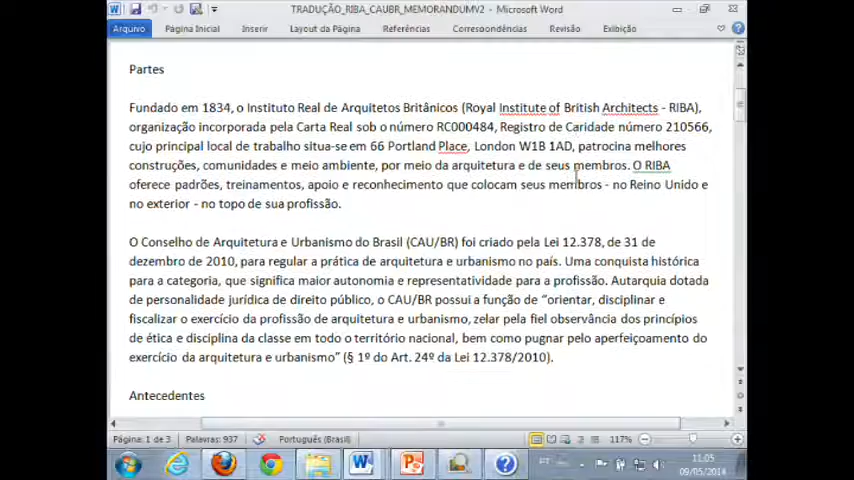 TRADUÇÃO_RIBA_CAUBR_MEMORANDUMV2 - Microsoft Word
Arquivo Página Inicial Inserir Layout da Página Referências Correspondências Revisão Exibição
Partes
Fundado em 1834, o Instituto Real de Arquitetos Britânicos (Royal Institute of British Architects - RIBA),
organização incorporada pela Carta Real sob o número RC000484, Registro de Caridade número 210566,
cujo principal local de trabalho situa-se em 66 Portland Place, London W1B 1AD, patrocina melhores
construções, comunidades e meio ambiente, por meio da arquitetura e de seus membros. O RIBA
oferece padrões, treinamentos, apoio e reconhecimento que colocam seus membros - no Reino Unido e
no exterior - no topo de sua profissão.
O Conselho de Arquitetura e Urbanismo do Brasil (CAU/BR) foi criado pela Lei 12.378, de 31 de
dezembro de 2010, para regular a prática de arquitetura e urbanismo no país. Uma conquista histórica
para a categoria, que significa maior autonomia e representatividade para a profissão. Autarquia dotada
de personalidade jurídica de direito público, o CAU/BR possui a função de “orientar, disciplinar e
fiscalizar o exercício da profissão de arquitetura e urbanismo, zelar pela fiel observância dos princípios
de ética e disciplina da classe em todo o território nacional, bem como pugnar pelo aperfeiçoamento do
exercício da arquitetura e urbanismo” (§ 1º do Art. 24º da Lei 12.378/2010).
Antecedentes
Página: 1 de 3 Palavras: 937 Português (Brasil) 117%
PT 11:05
09/05/2014